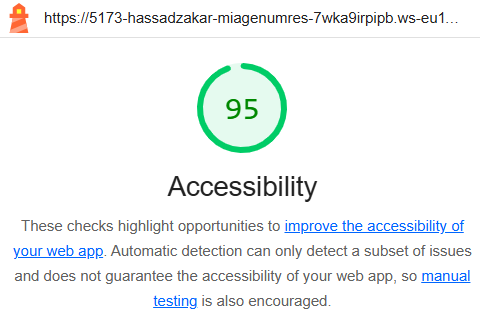 https://5173-hassadzakar-miagenumres-7wka9irpipb.ws-eu1...
95
Accessibility
These checks highlight opportunities to improve the accessibility of
your web app. Automatic detection can only detect a subset of issues
and does not guarantee the accessibility of your web app, so manual
testing is also encouraged.